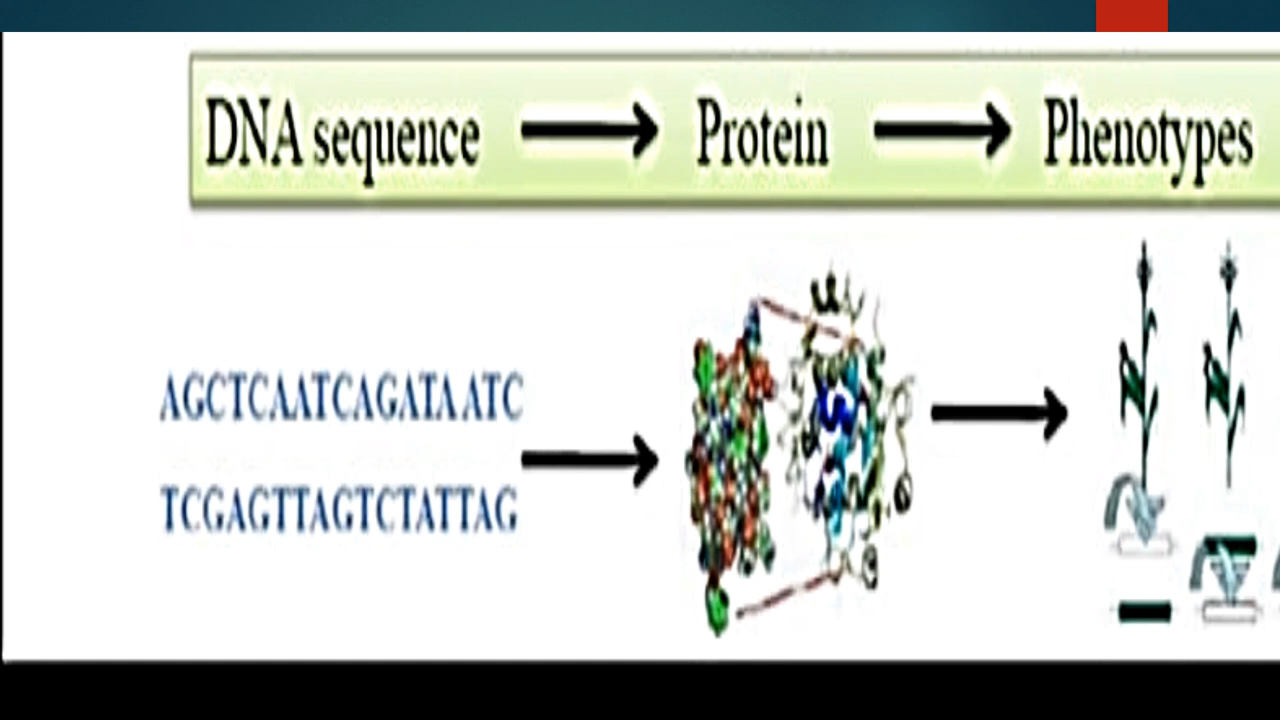 DNA sequence → Protein → Phenotypes
AGCTCAATCAGATAATC
TCGAGTTAGTCTATTAG